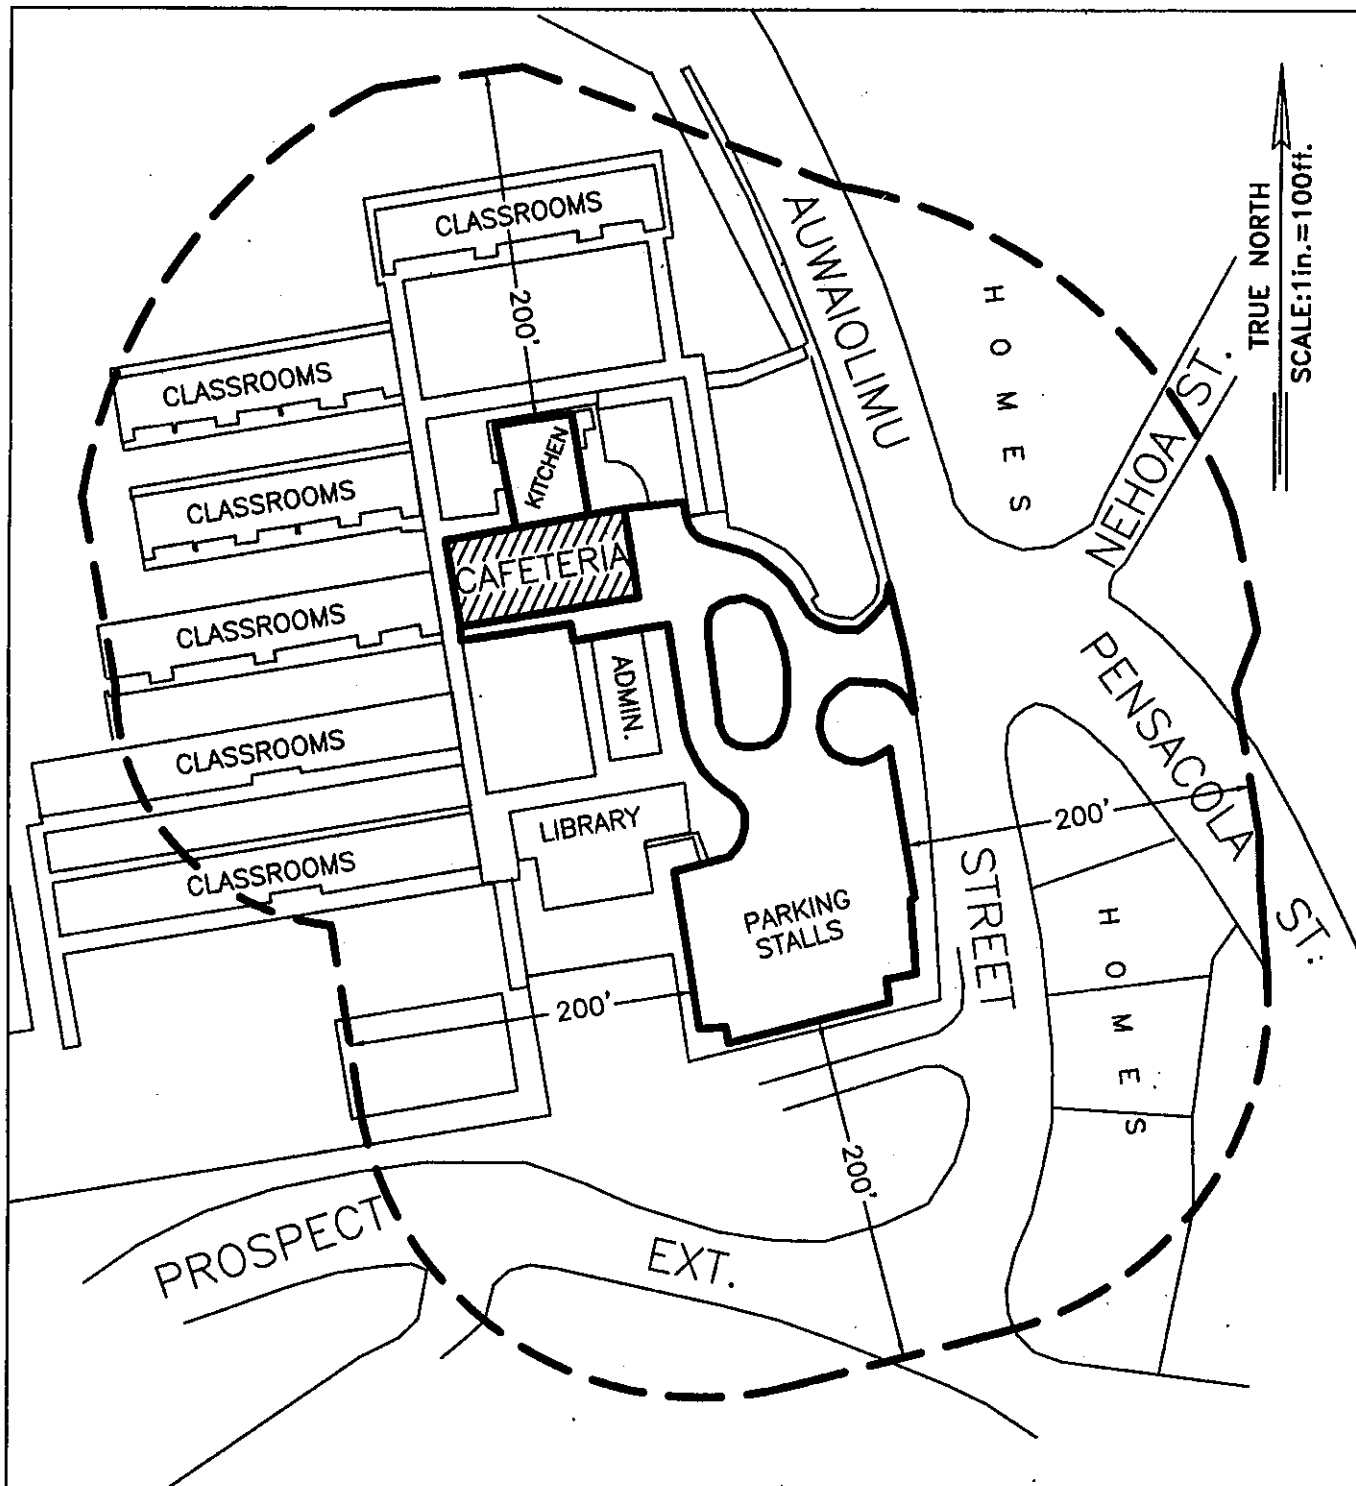 CLASSROOMS
AUWAIOLIMU
STREET
HOMES
TRUE NORTH
SCALE:1in.=100ft.
200'
CLASSROOMS
NEHOA ST.
KITCHEN
CLASSROOMS
CAFETERIA
CLASSROOMS
ADMIN.
PENSACOLA ST.
CLASSROOMS
LIBRARY
200'
CLASSROOMS
PARKING
STALLS
HOMES
200'
200'
PROSPECT EXT.